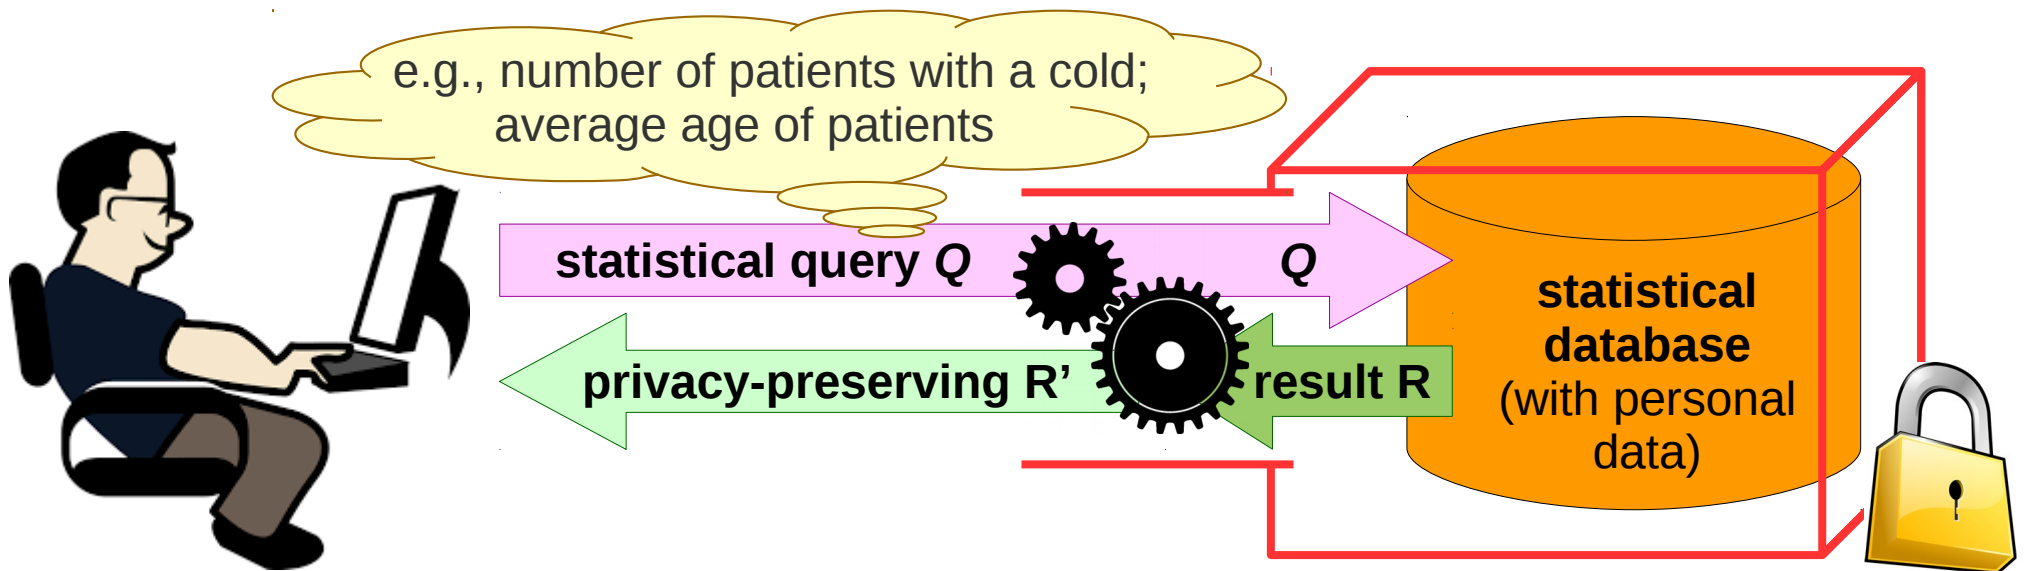 e.g., number of patients with a cold;
average age of patients
statistical query Q
Q
privacy-preserving R’
result R
statistical
database
(with personal
data)